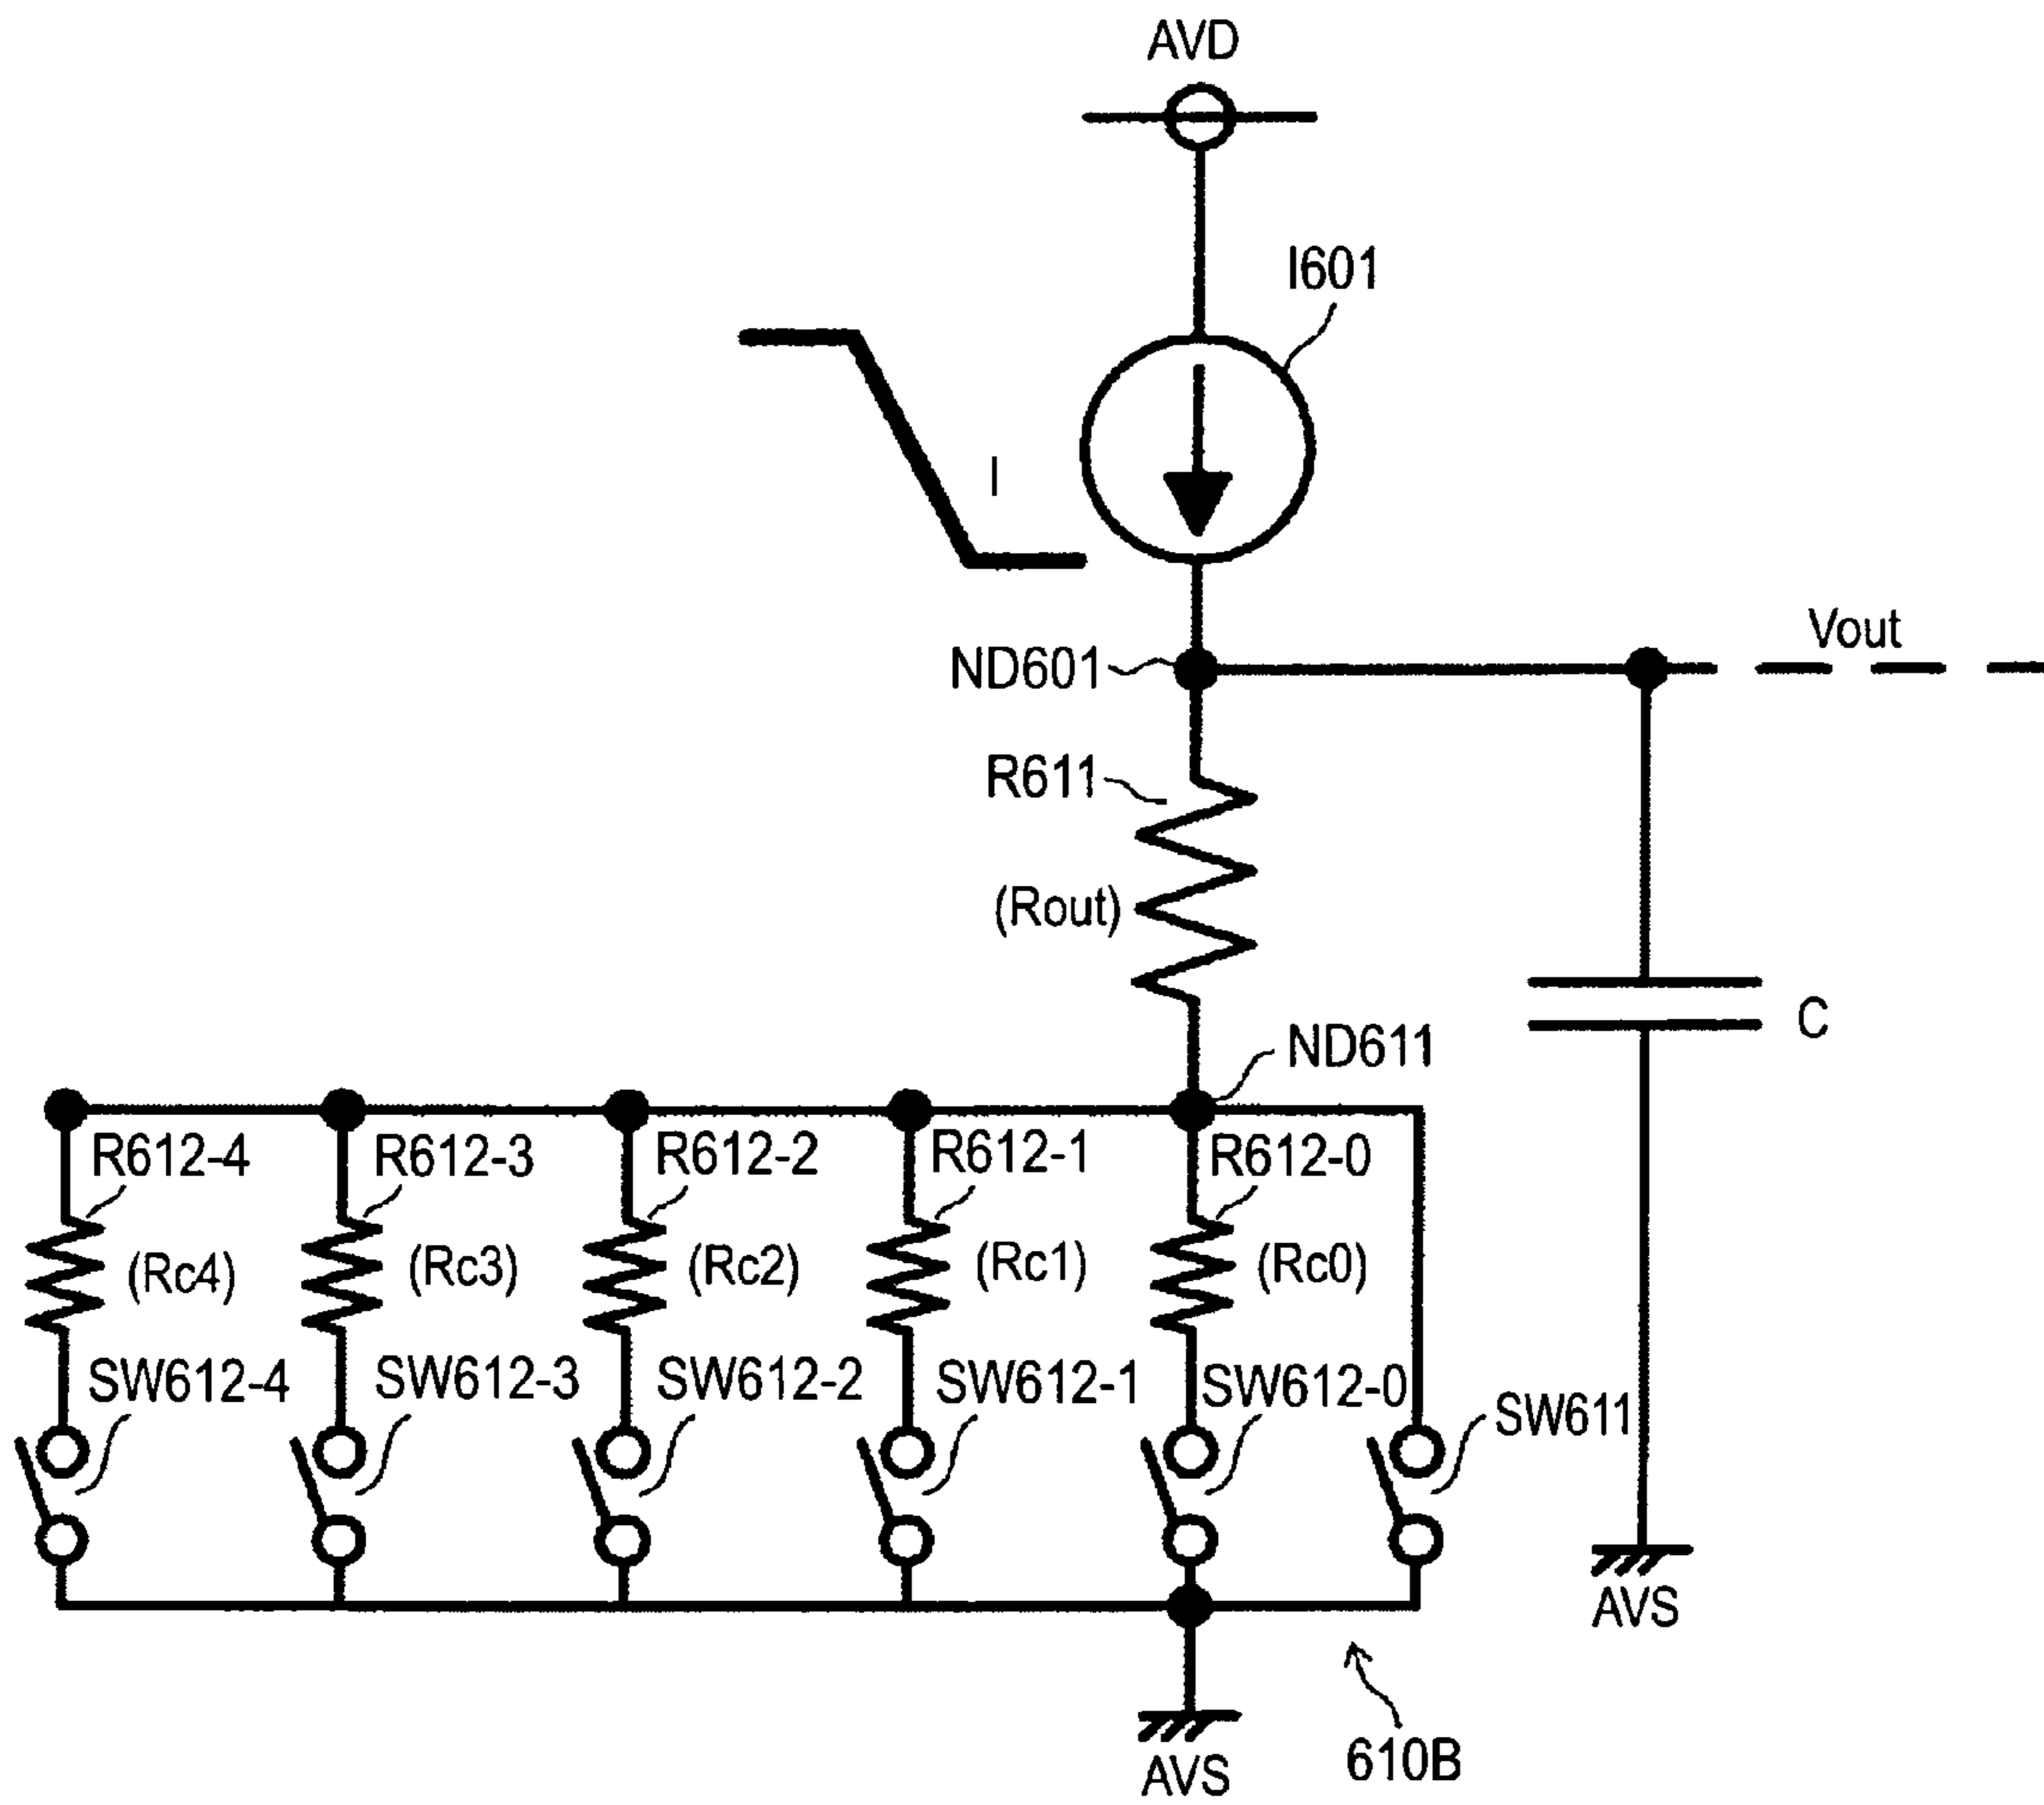 AVD
I601
I
ND601
Vout
R611
(Rout)
C
ND611
R612-4
R612-3
R612-2
R612-1
R612-0
(Rc4)
(Rc3)
(Rc2)
(Rc1)
(Rc0)
SW612-4
SW612-3
SW612-2
SW612-1
SW612-0
SW611
AVS
AVS
610B